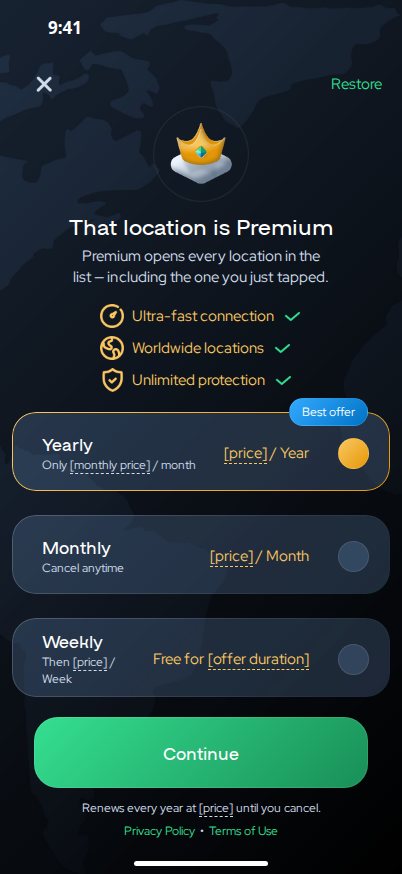 9:41
Restore
That location is Premium
Premium opens every location in the
list — including the one you just tapped.
Ultra-fast connection
Worldwide locations
Unlimited protection
Best offer
Yearly
Only [monthly price] / month
[price] / Year
Monthly
Cancel anytime
[price] / Month
Weekly
Then [price] /
Week
Free for [offer duration]
Continue
Renews every year at [price] until you cancel.
Privacy Policy • Terms of Use